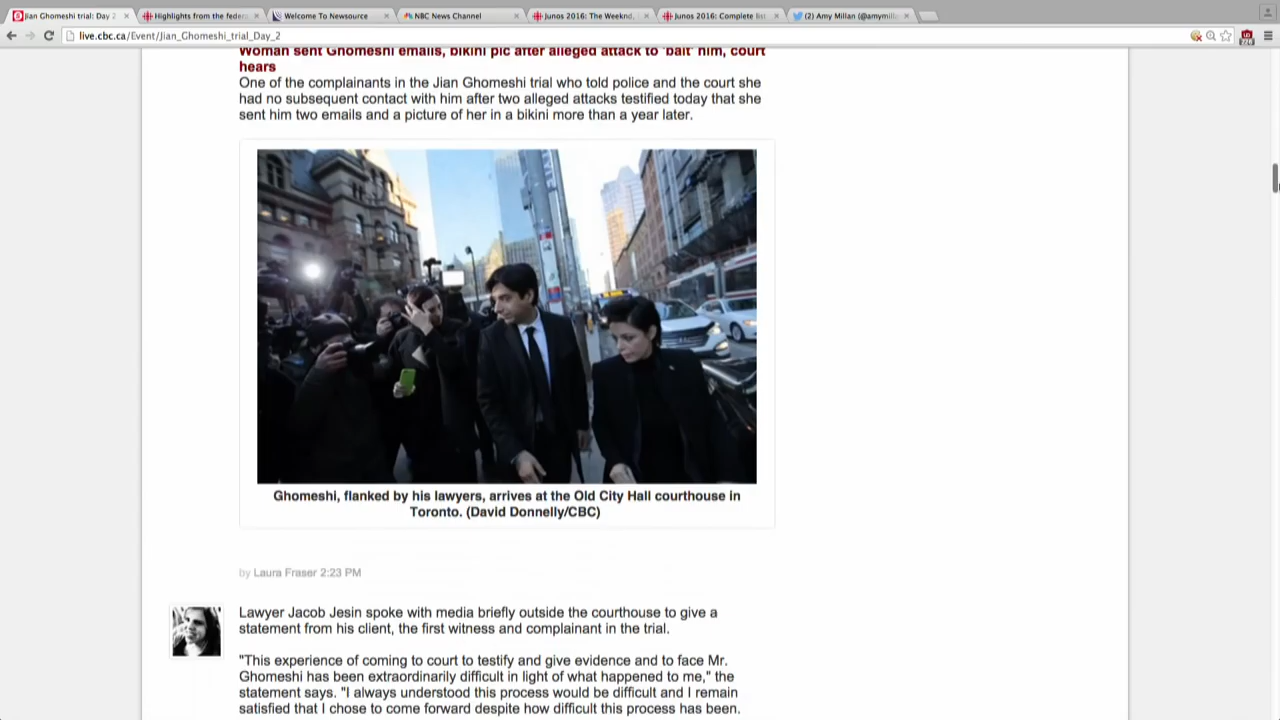 Jian Ghomeshi trial: Day 2
Highlights from the feder
Welcome To Newsource
NBC News Channel
Junos 2016: The Weeknd,
Junos 2016: Complete list
(2) Amy Millan (@amymill
live.cbc.ca/Event/Jian_Ghomeshi_trial_Day_2
Woman sent Ghomeshi emails, bikini pic after alleged attack to 'bait' him, court
hears
One of the complainants in the Jian Ghomeshi trial who told police and the court she
had no subsequent contact with him after two alleged attacks testified today that she
sent him two emails and a picture of her in a bikini more than a year later.
Ghomeshi, flanked by his lawyers, arrives at the Old City Hall courthouse in
Toronto. (David Donnelly/CBC)
by Laura Fraser 2:23 PM
Lawyer Jacob Jesin spoke with media briefly outside the courthouse to give a
statement from his client, the first witness and complainant in the trial.
"This experience of coming to court to testify and give evidence and to face Mr.
Ghomeshi has been extraordinarily difficult in light of what happened to me," the
statement says. "I always understood this process would be difficult and I remain
satisfied that I chose to come forward despite how difficult this process has been.